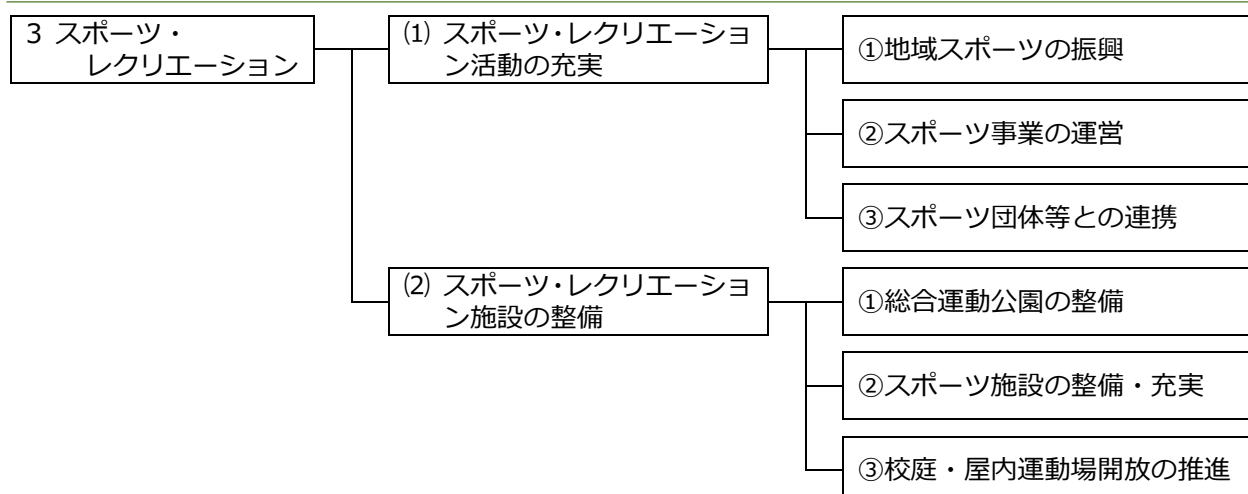 3 スポーツ・
レクリエーション
⑴ スポーツ・レクリエーショ
ン活動の充実
①地域スポーツの振興
②スポーツ事業の運営
③スポーツ団体等との連携
⑵ スポーツ・レクリエーショ
ン施設の整備
①総合運動公園の整備
②スポーツ施設の整備・充実
③校庭・屋内運動場開放の推進